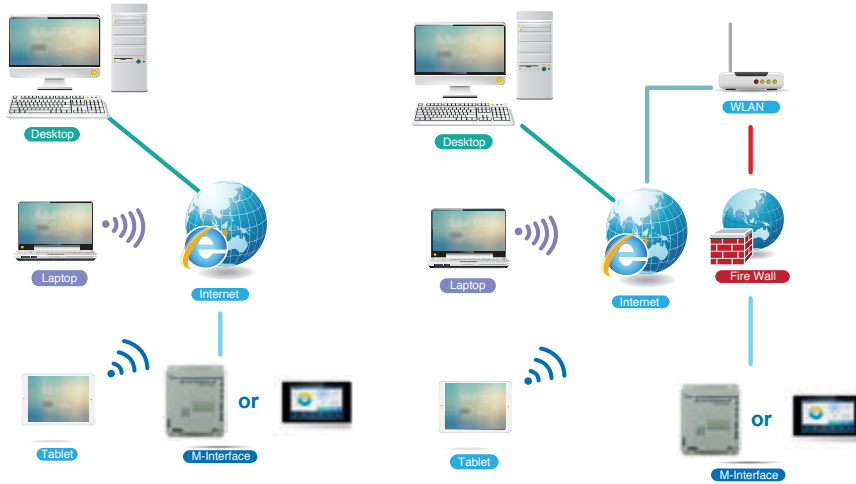 Desktop
Laptop
Internet
Tablet
or
M-Interface
Desktop
WLAN
Laptop
Internet
Fire Wall
Tablet
or
M-Interface